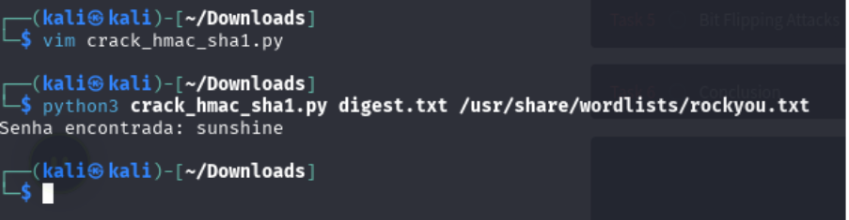 ┌──(kali㉿kali)-[~/Downloads]
└─$ vim crack_hmac_sha1.py
Bit Flipping Attacks
┌──(kali㉿kali)-[~/Downloads]
└─$ python3 crack_hmac_sha1.py digest.txt /usr/share/wordlists/rockyou.txt
Conclusion
Senha encontrada: sunshine
┌──(kali㉿kali)-[~/Downloads]
└─$